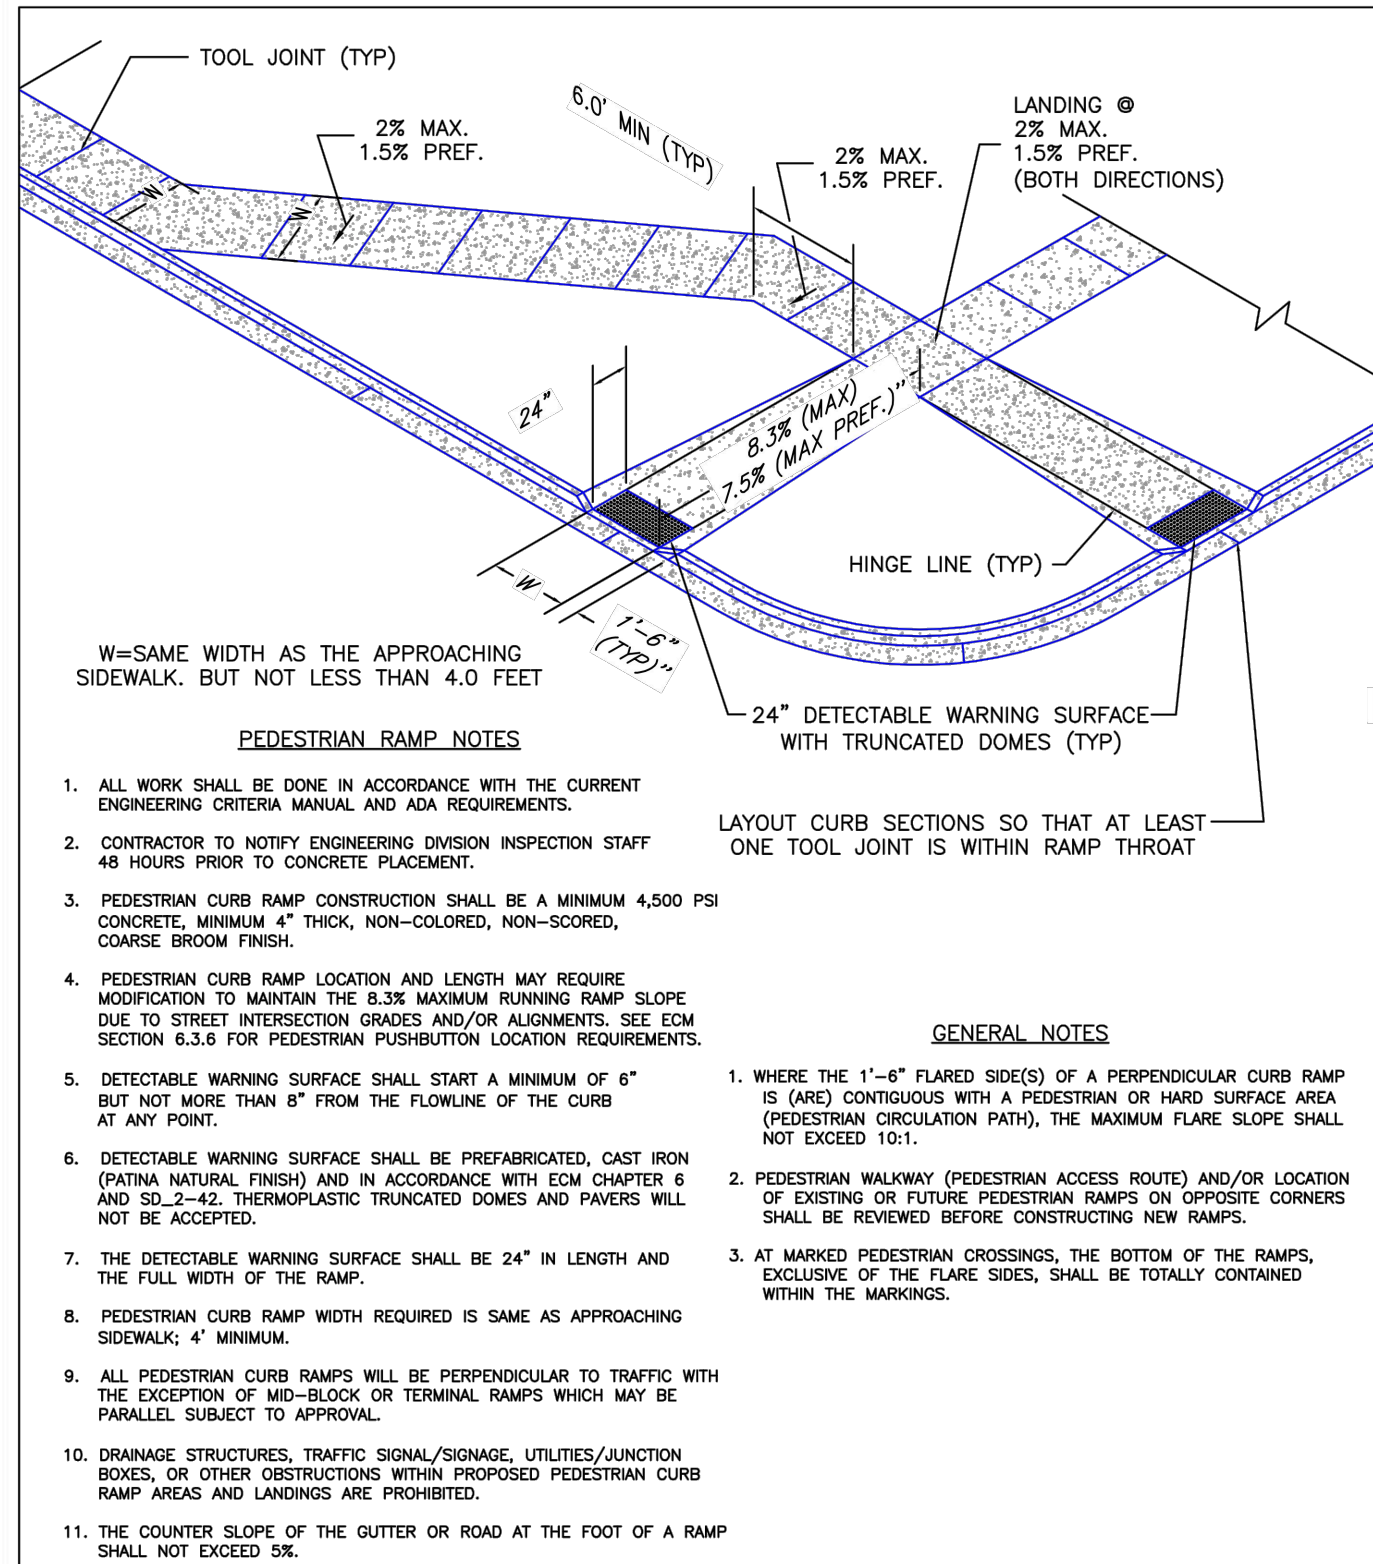 TOOL JOINT (TYP)
2% MAX.
1.5% PREF.
6.0' MIN (TYP)
2% MAX.
1.5% PREF.
LANDING @
2% MAX.
1.5% PREF.
(BOTH DIRECTIONS)
W
W
24"
8.3% (MAX)
7.5% (MAX PREF.)"
HINGE LINE (TYP)
W
1'-6"
(TYP)"
W=SAME WIDTH AS THE APPROACHING
SIDEWALK. BUT NOT LESS THAN 4.0 FEET
24" DETECTABLE WARNING SURFACE
WITH TRUNCATED DOMES (TYP)
LAYOUT CURB SECTIONS SO THAT AT LEAST
ONE TOOL JOINT IS WITHIN RAMP THROAT
PEDESTRIAN RAMP NOTES
1. ALL WORK SHALL BE DONE IN ACCORDANCE WITH THE CURRENT
ENGINEERING CRITERIA MANUAL AND ADA REQUIREMENTS.
2. CONTRACTOR TO NOTIFY ENGINEERING DIVISION INSPECTION STAFF
48 HOURS PRIOR TO CONCRETE PLACEMENT.
3. PEDESTRIAN CURB RAMP CONSTRUCTION SHALL BE A MINIMUM 4,500 PSI
CONCRETE, MINIMUM 4" THICK, NON-COLORED, NON-SCORED,
COARSE BROOM FINISH.
4. PEDESTRIAN CURB RAMP LOCATION AND LENGTH MAY REQUIRE
MODIFICATION TO MAINTAIN THE 8.3% MAXIMUM RUNNING RAMP SLOPE
DUE TO STREET INTERSECTION GRADES AND/OR ALIGNMENTS. SEE ECM
SECTION 6.3.6 FOR PEDESTRIAN PUSHBUTTON LOCATION REQUIREMENTS.
5. DETECTABLE WARNING SURFACE SHALL START A MINIMUM OF 6"
BUT NOT MORE THAN 8" FROM THE FLOWLINE OF THE CURB
AT ANY POINT.
6. DETECTABLE WARNING SURFACE SHALL BE PREFABRICATED, CAST IRON
(PATINA NATURAL FINISH) AND IN ACCORDANCE WITH ECM CHAPTER 6
AND SD_2-42. THERMOPLASTIC TRUNCATED DOMES AND PAVERS WILL
NOT BE ACCEPTED.
7. THE DETECTABLE WARNING SURFACE SHALL BE 24" IN LENGTH AND
THE FULL WIDTH OF THE RAMP.
8. PEDESTRIAN CURB RAMP WIDTH REQUIRED IS SAME AS APPROACHING
SIDEWALK; 4' MINIMUM.
9. ALL PEDESTRIAN CURB RAMPS WILL BE PERPENDICULAR TO TRAFFIC WITH
THE EXCEPTION OF MID-BLOCK OR TERMINAL RAMPS WHICH MAY BE
PARALLEL SUBJECT TO APPROVAL.
10. DRAINAGE STRUCTURES, TRAFFIC SIGNAL/SIGNAGE, UTILITIES/JUNCTION
BOXES, OR OTHER OBSTRUCTIONS WITHIN PROPOSED PEDESTRIAN CURB
RAMP AREAS AND LANDINGS ARE PROHIBITED.
11. THE COUNTER SLOPE OF THE GUTTER OR ROAD AT THE FOOT OF A RAMP
SHALL NOT EXCEED 5%.
GENERAL NOTES
1. WHERE THE 1'-6" FLARED SIDE(S) OF A PERPENDICULAR CURB RAMP
IS (ARE) CONTIGUOUS WITH A PEDESTRIAN OR HARD SURFACE AREA
(PEDESTRIAN CIRCULATION PATH), THE MAXIMUM FLARE SLOPE SHALL
NOT EXCEED 10:1.
2. PEDESTRIAN WALKWAY (PEDESTRIAN ACCESS ROUTE) AND/OR LOCATION
OF EXISTING OR FUTURE PEDESTRIAN RAMPS ON OPPOSITE CORNERS
SHALL BE REVIEWED BEFORE CONSTRUCTING NEW RAMPS.
3. AT MARKED PEDESTRIAN CROSSINGS, THE BOTTOM OF THE RAMPS,
EXCLUSIVE OF THE FLARE SIDES, SHALL BE TOTALLY CONTAINED
WITHIN THE MARKINGS.